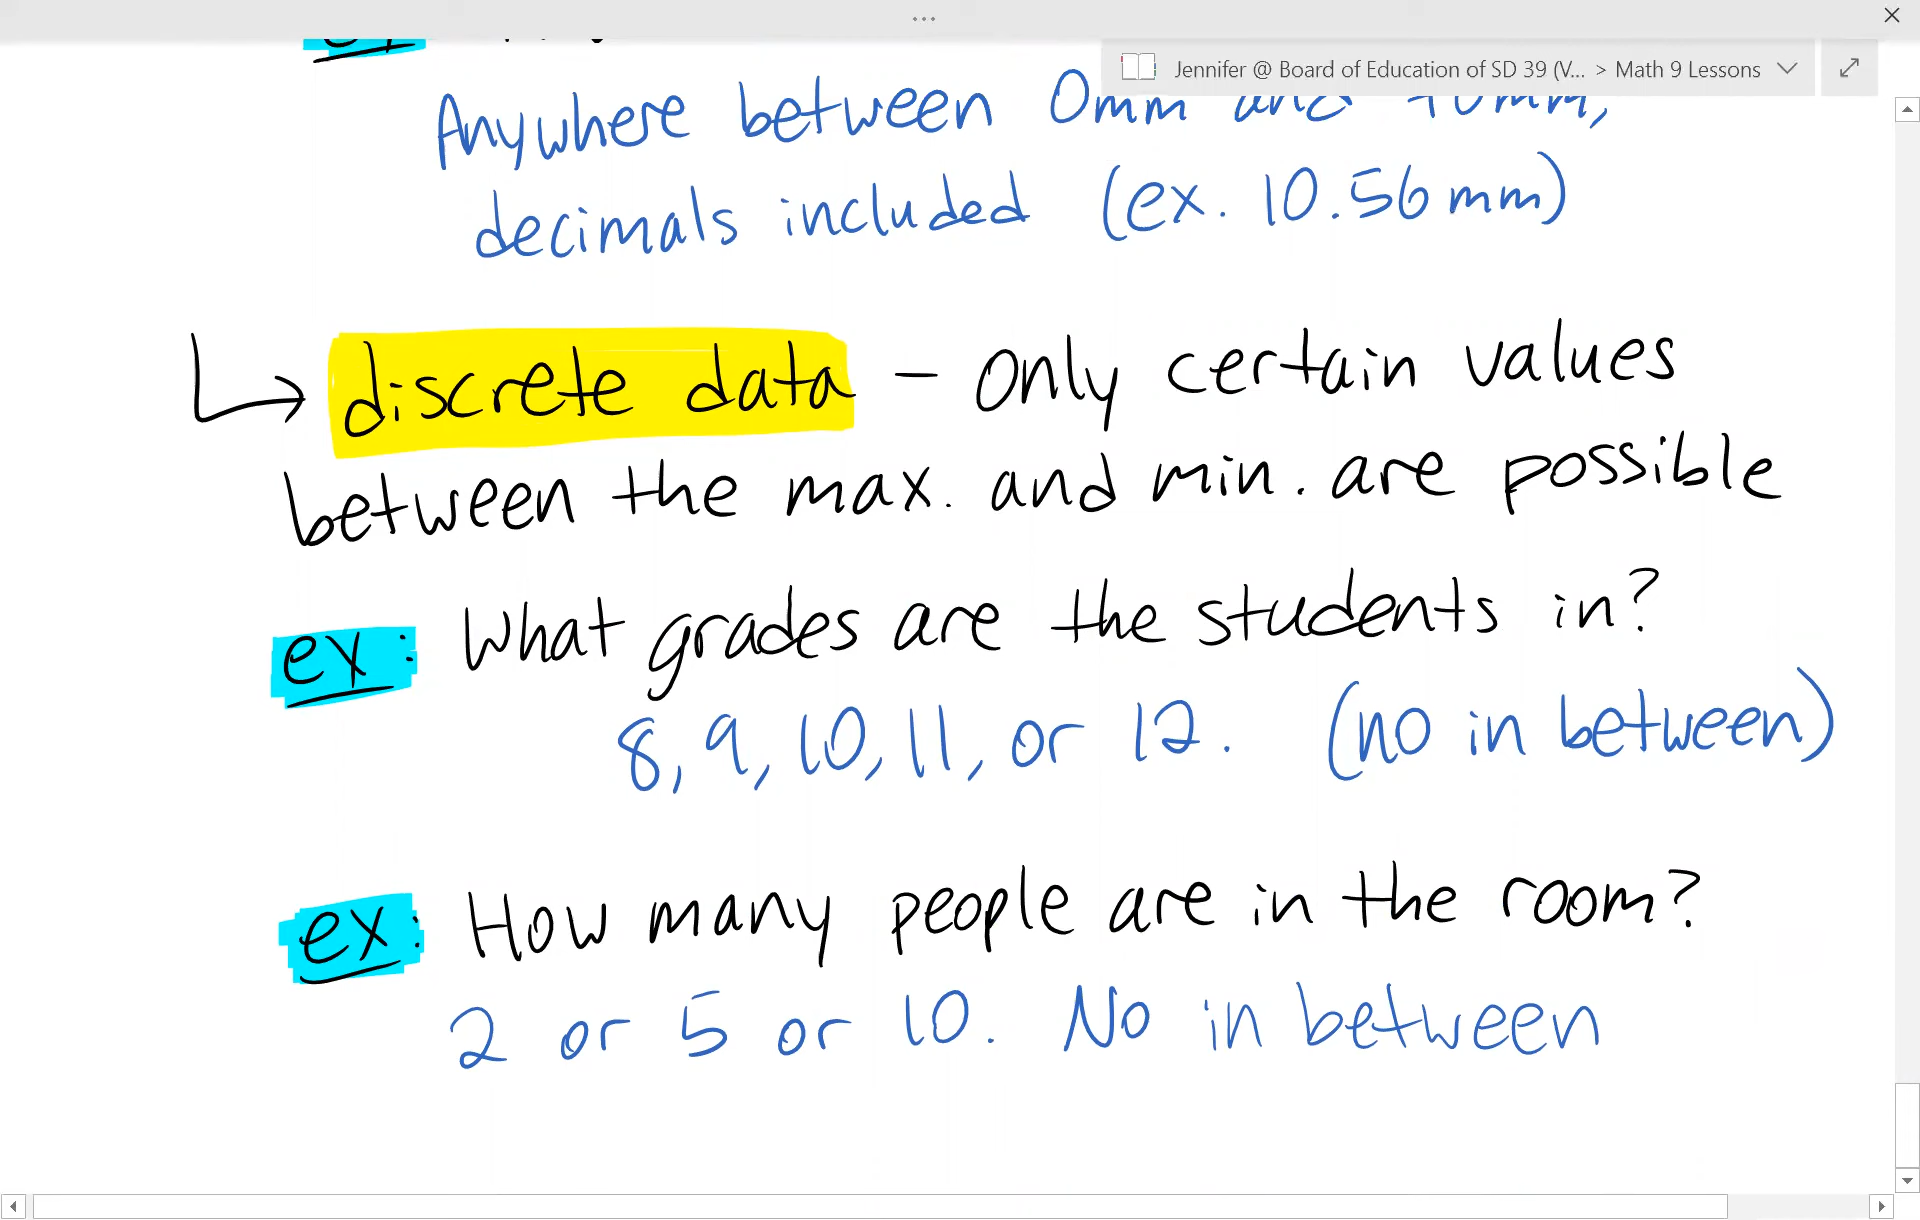 ...
Jennifer @ Board of Education of SD 39 (V... > Math 9 Lessons
Anywhere between 0mm and 40mm,
decimals included (ex. 10.56mm)
discrete data - only certain values
between the max. and min. are possible
ex: What grades are the students in?
8, 9, 10, 11, or 12. (no in between)
ex: How many people are in the room?
2 or 5 or 10. No in between